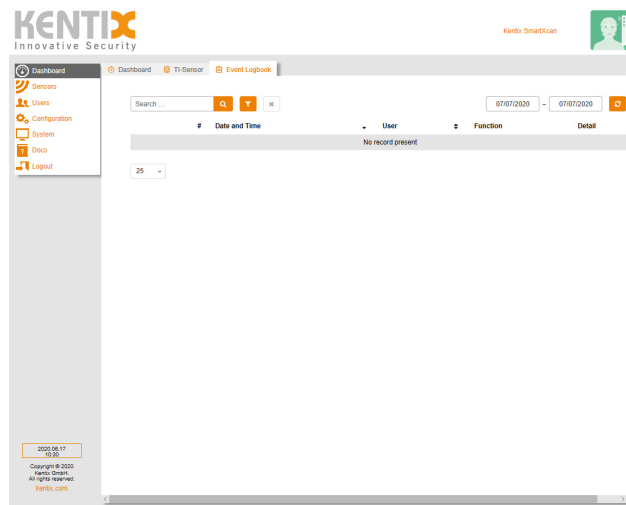 KENTIX
Innovative Security
Kentix SmartXcan
Dashboard
Sensors
Users
Configuration
System
Docs
Logout
Dashboard TI-Sensor Event Logbook
Search ...
07/07/2020 - 07/07/2020
# Date and Time User Function Detail
No record present
25
2020.06.17
10:30
Copyright © 2020
Kentix GmbH.
All rights reserved.
kentix.com